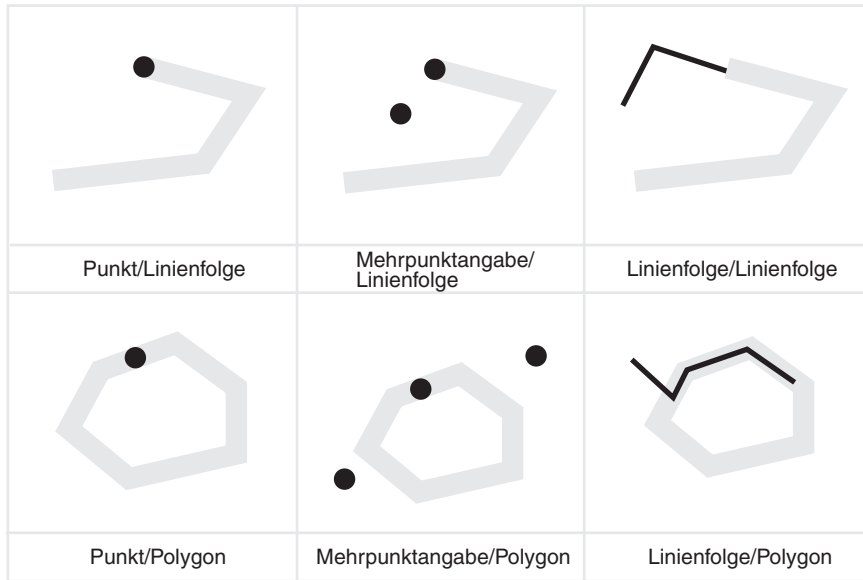 Punkt/Linienfolge
Mehrpunktangabe/
Linienfolge
Linienfolge/Linienfolge
Punkt/Polygon
Mehrpunktangabe/Polygon
Linienfolge/Polygon